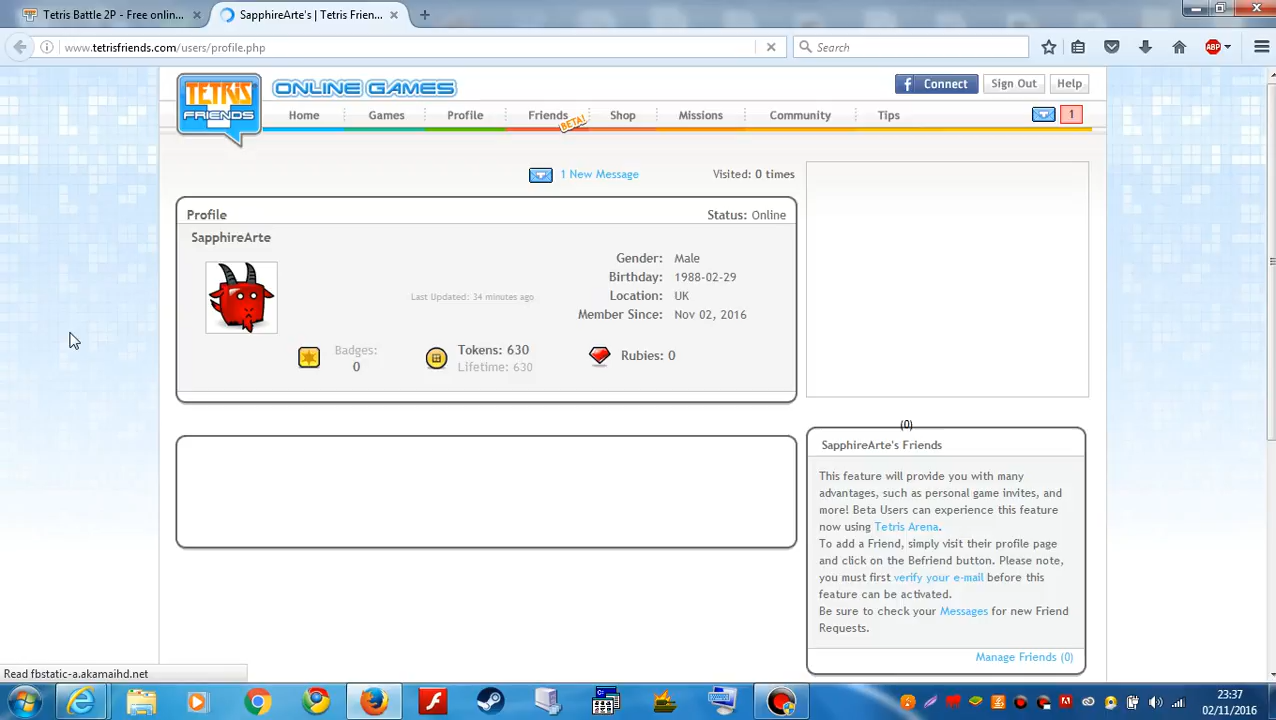 Tetris Battle 2P - Free onlin...
SapphireArte's | Tetris Frien...
www.tetrisfriends.com/users/profile.php
Search
ABP
TETRIS
FRIENDS
ONLINE GAMES
f Connect
Sign Out
Help
Home
Games
Profile
Friends
BETA!
Shop
Missions
Community
Tips
1
1 New Message
Visited: 0 times
Profile
Status: Online
SapphireArte
Last Updated: 34 minutes ago
Gender: Male
Birthday: 1988-02-29
Location: UK
Member Since: Nov 02, 2016
Badges:
0
Tokens: 630
Lifetime: 630
Rubies: 0
(0)
SapphireArte's Friends
This feature will provide you with many
advantages, such as personal game invites, and
more! Beta Users can experience this feature
now using Tetris Arena.
To add a Friend, simply visit their profile page
and click on the Befriend button. Please note,
you must first verify your e-mail before this
feature can be activated.
Be sure to check your Messages for new Friend
Requests.
Manage Friends (0)
Read fbstatic-a.akamaihd.net
23:37
02/11/2016